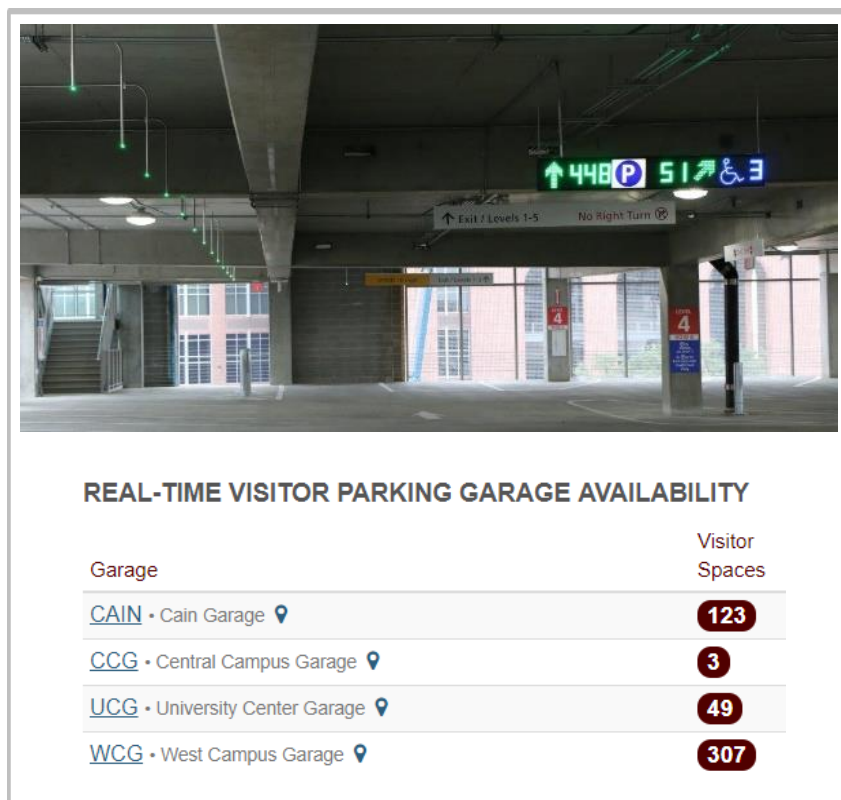 ↑ 448 P 51 ↗ ♿ 3
↑ Exit / Levels 1-5 No Right Turn
LEVEL
4
4
REAL-TIME VISITOR PARKING GARAGE AVAILABILITY
Garage Visitor Spaces
CAIN • Cain Garage 123
CCG • Central Campus Garage 3
UCG • University Center Garage 49
WCG • West Campus Garage 307